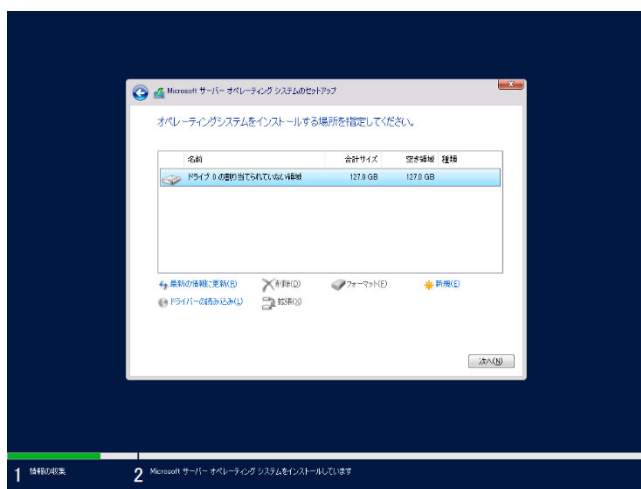 Microsoft サーバー オペレーティング システムのセットアップ
オペレーティングシステムをインストールする場所を指定してください。
名前 合計サイズ 空き領域 種類
ドライブ 0 の割り当てられていない領域 127.0 GB 127.0 GB
最新の情報に更新(R) 削除(D) フォーマット(F) 新規(E)
ドライバーの読み込み(L) 拡張(X)
次へ(N)
1 情報の収集 2 Microsoft サーバー オペレーティング システムをインストールしています